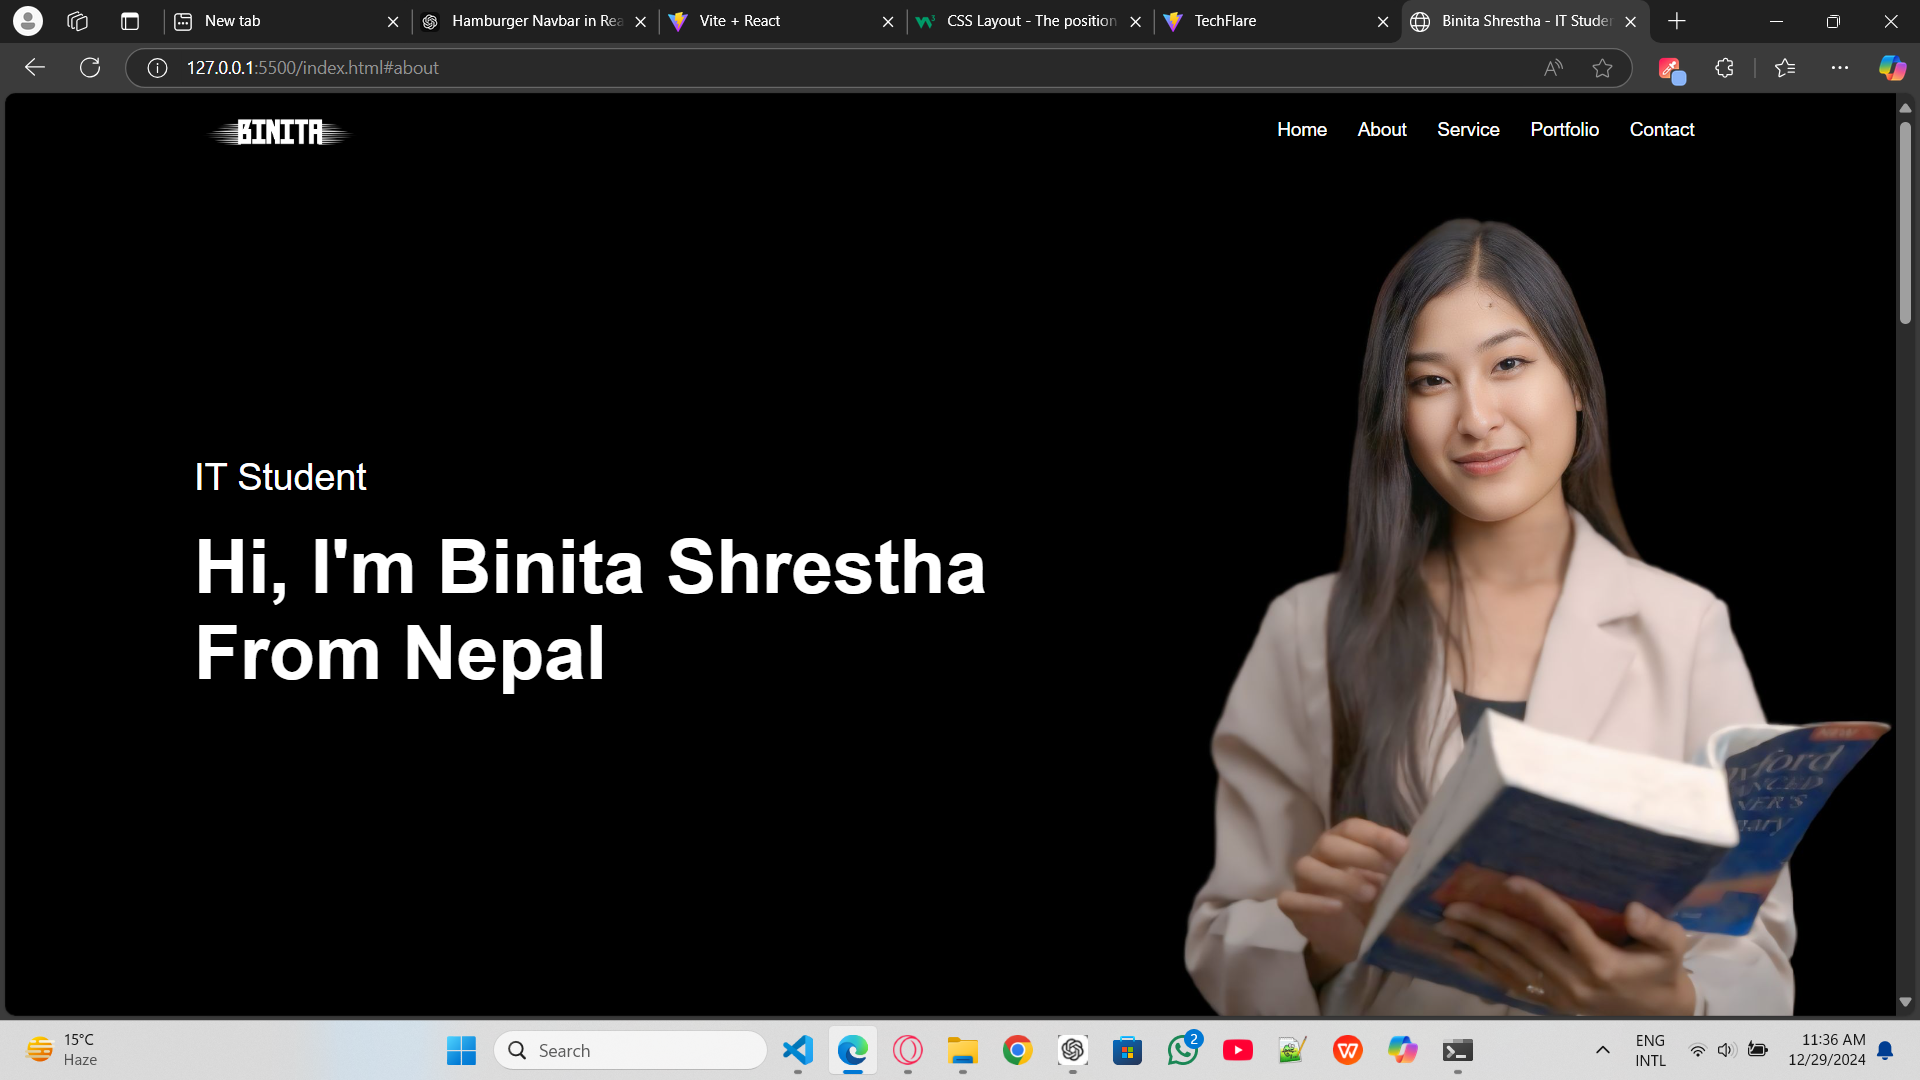 New tab
Hamburger Navbar in Rea
Vite + React
CSS Layout - The position
TechFlare
Binita Shrestha - IT Studer
127.0.0.1:5500/index.html#about
BINITA
Home About Service Portfolio Contact
IT Student
Hi, I'm Binita Shrestha
From Nepal
NEW
15°C
Haze
Search
2
ENG
INTL
11:36 AM
12/29/2024